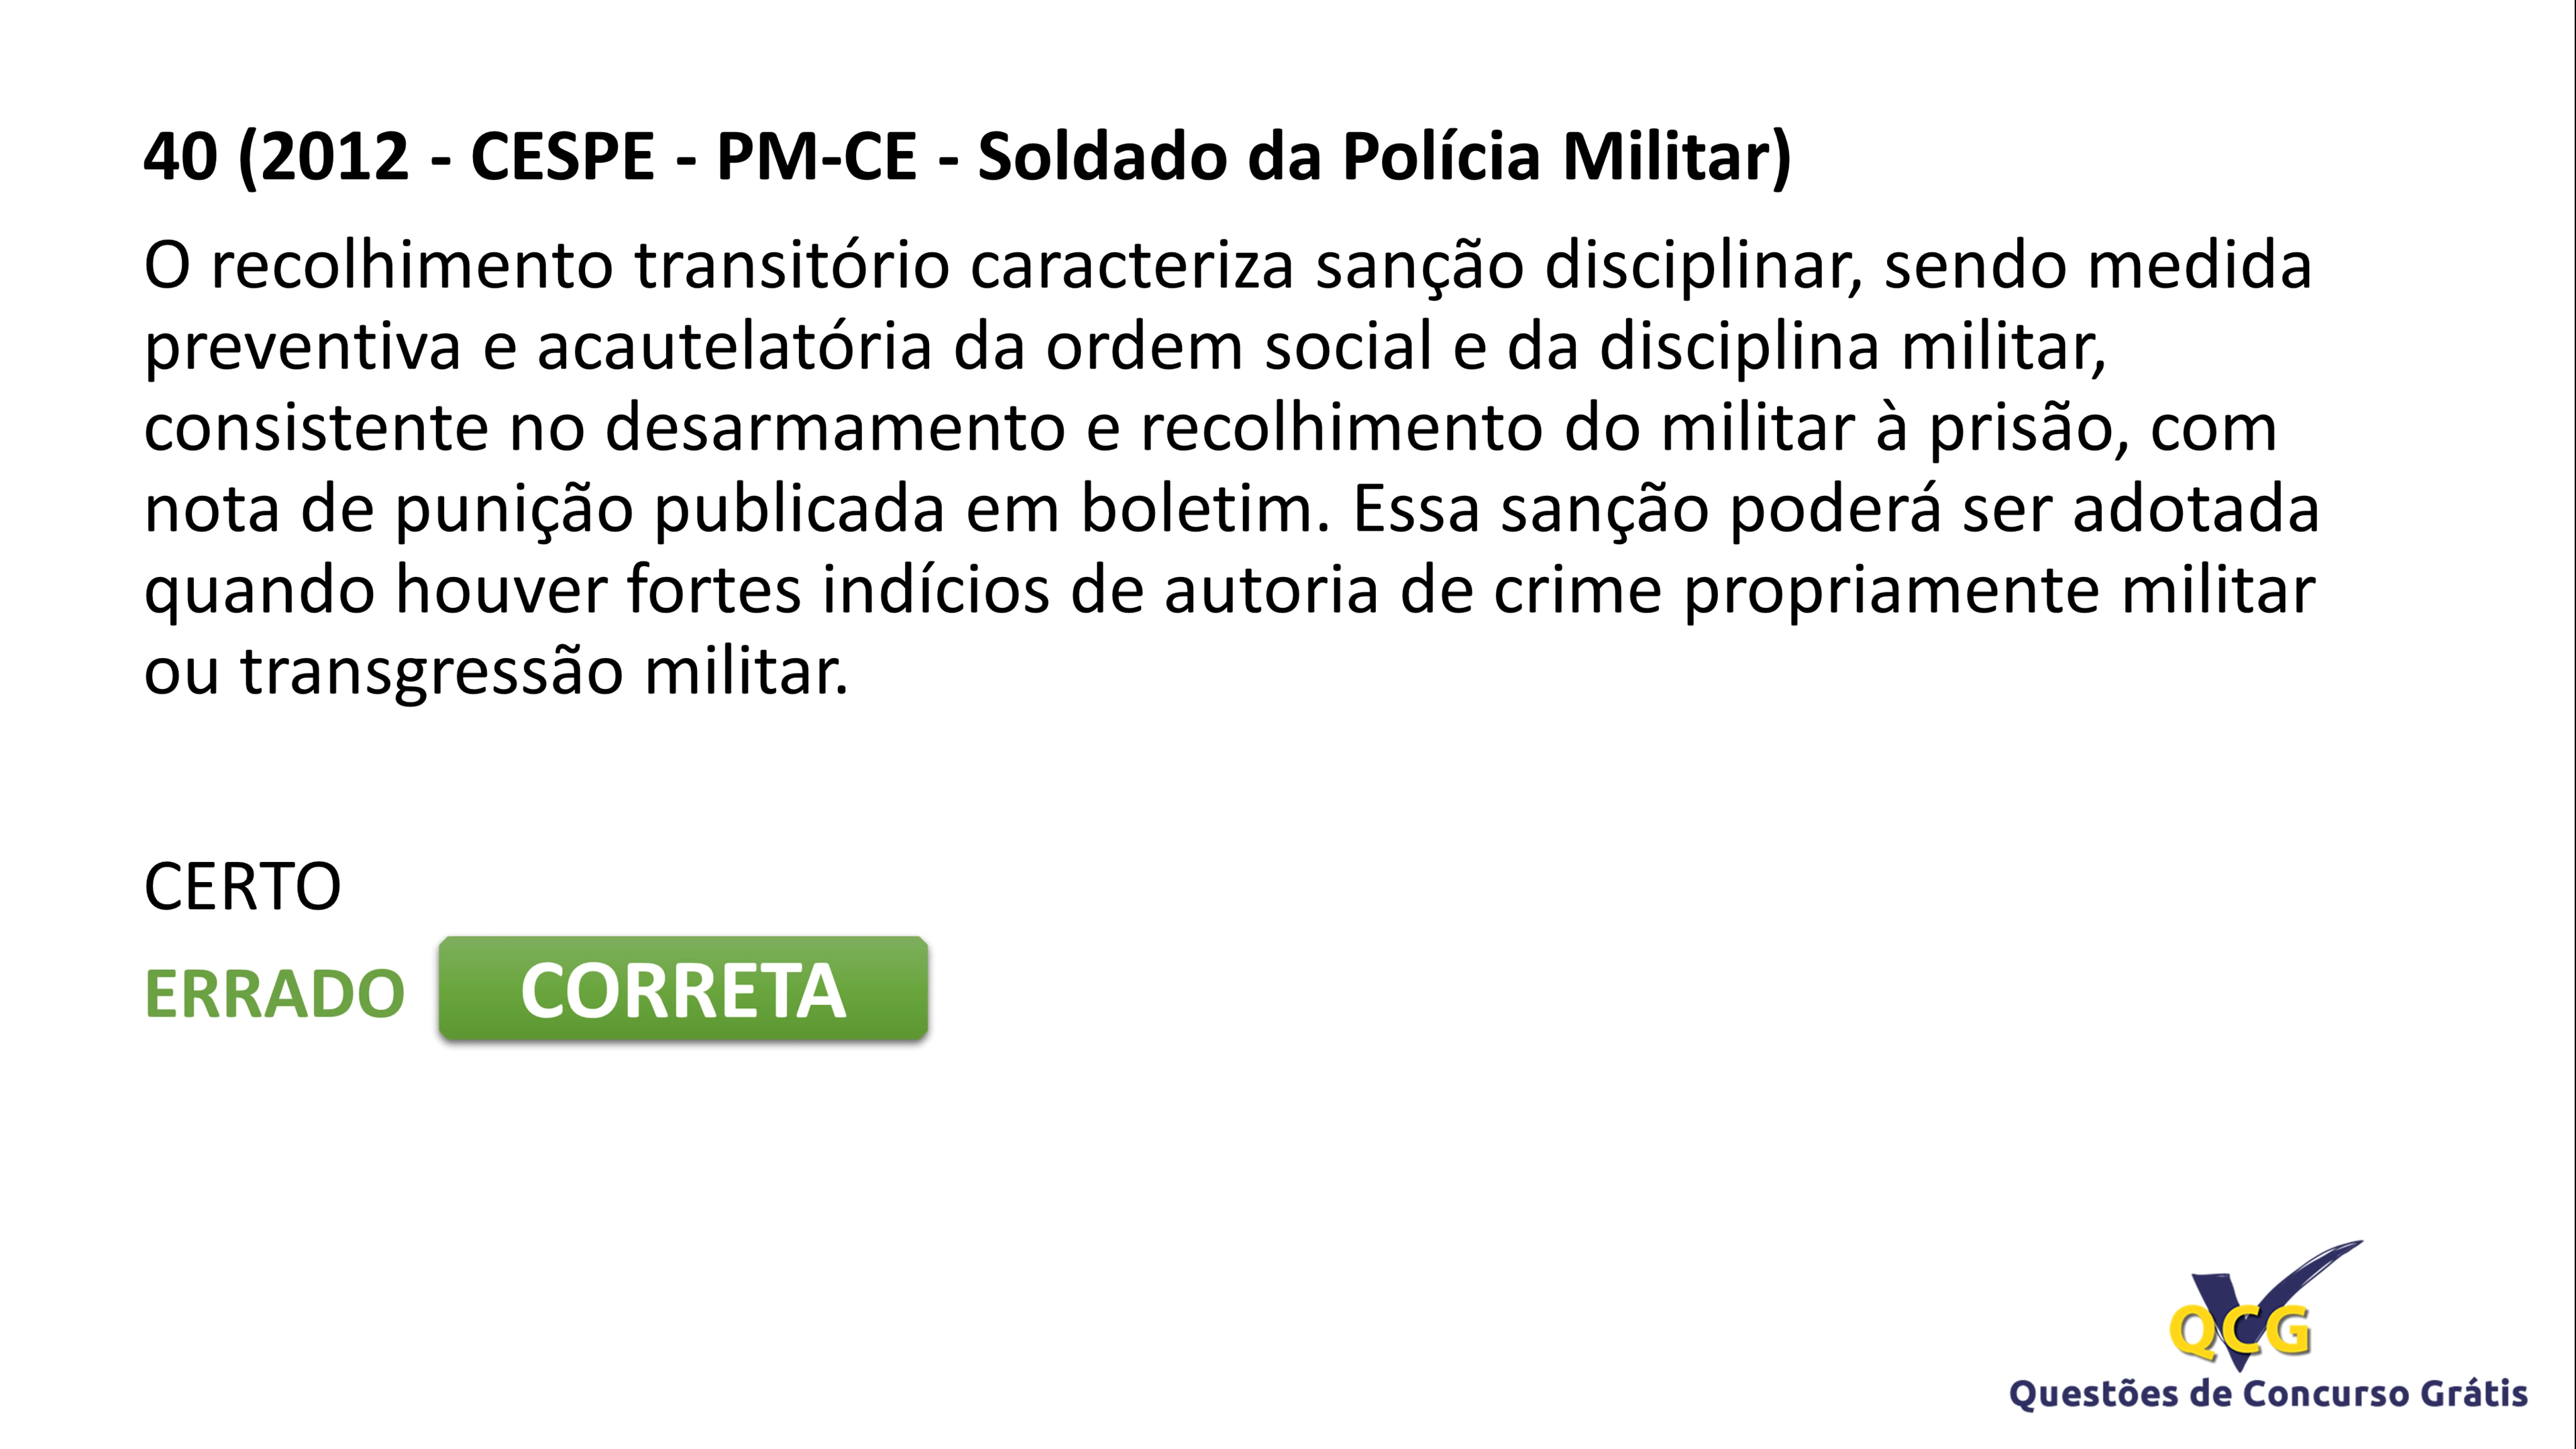 40 (2012 - CESPE - PM-CE - Soldado da Polícia Militar)
O recolhimento transitório caracteriza sanção disciplinar, sendo medida
preventiva e acautelatória da ordem social e da disciplina militar,
consistente no desarmamento e recolhimento do militar à prisão, com
nota de punição publicada em boletim. Essa sanção poderá ser adotada
quando houver fortes indícios de autoria de crime propriamente militar
ou transgressão militar.
CERTO
ERRADO CORRETA
QCG
Questões de Concurso Grátis